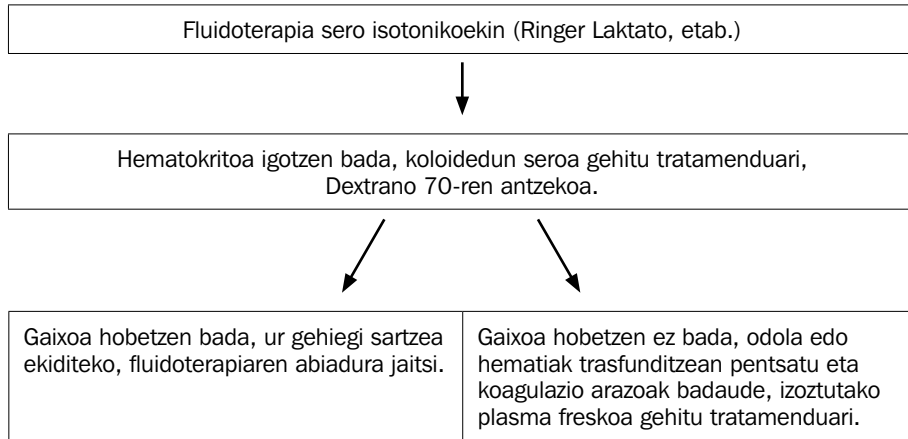 Fluidoterapia sero isotonikoekin (Ringer Laktato, etab.)
Hematokritoa igotzen bada, koloidedun seroa gehitu tratamenduari,
Dextrano 70-ren antzekoa.
Gaixoa hobetzen bada, ur gehiegi sartzea
ekiditeko, fluidoterapiaren abiadura jaitsi.
Gaixoa hobetzen ez bada, odola edo
hematiak trasfunditzean pentsatu eta
koagulazio arazoak badaude, izoztutako
plasma freskoa gehitu tratamenduari.